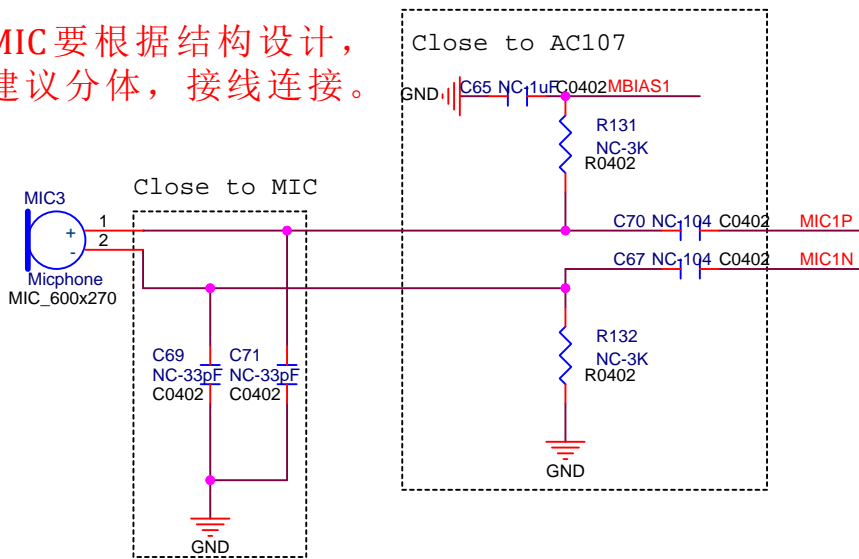 MIC要根据结构设计，
建议分体，接线连接。
Close to AC107
GND
C65 NC-1uF C0402 MBIAS1
R131
NC-3K
R0402
Close to MIC
MIC3
1
2
+
-
Micphone
MIC_600x270
C70 NC-104 C0402 MIC1P
C67 NC-104 C0402 MIC1N
C69 C71
NC-33pF NC-33pF
C0402 C0402
R132
NC-3K
R0402
GND
GND